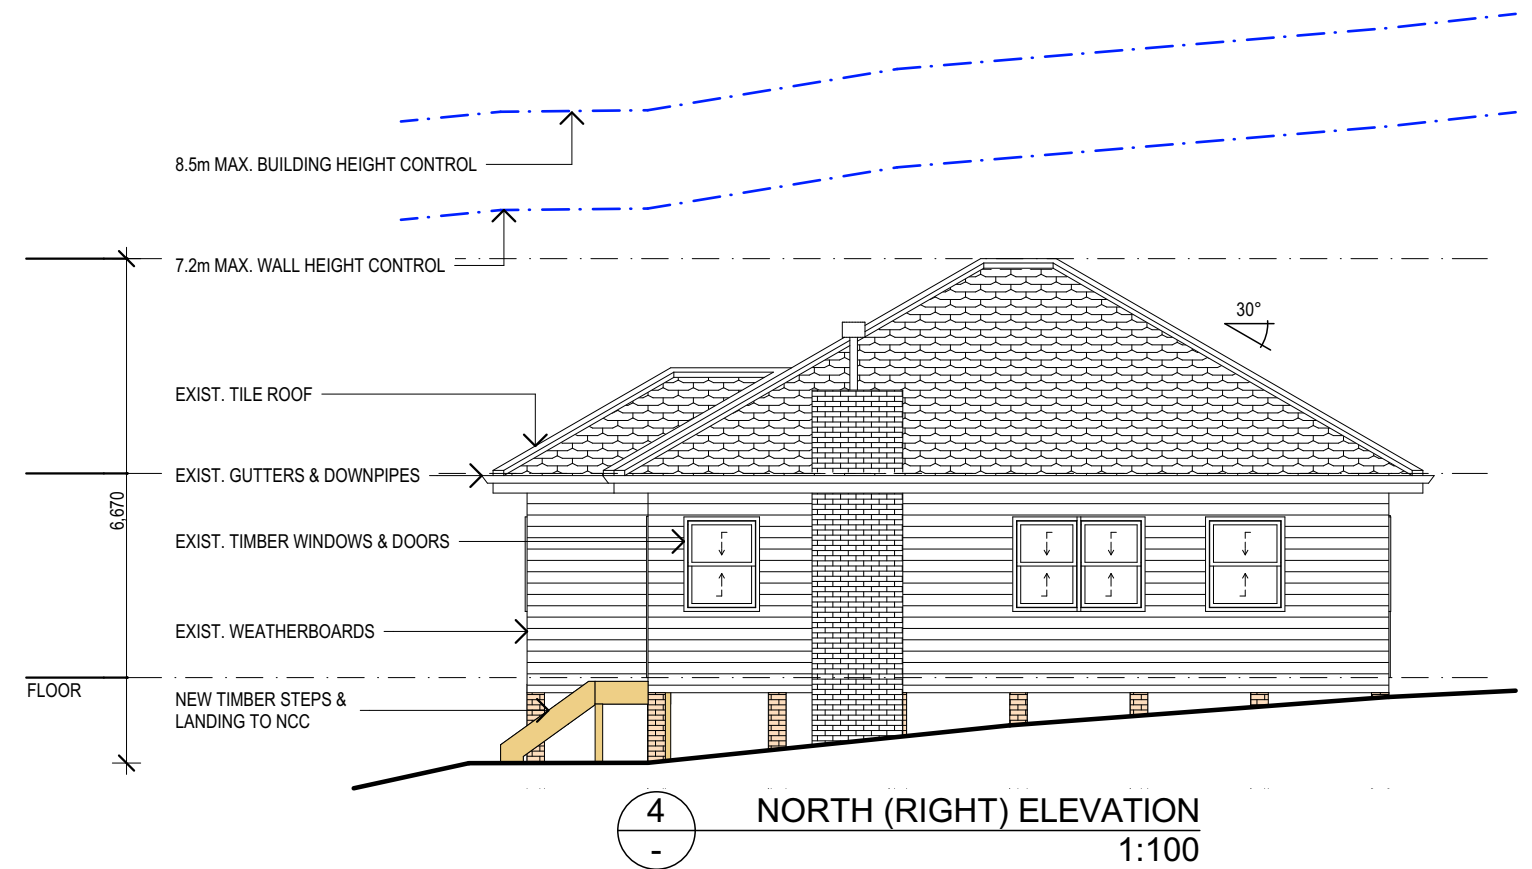 8.5m MAX. BUILDING HEIGHT CONTROL
7.2m MAX. WALL HEIGHT CONTROL
30°
EXIST. TILE ROOF
EXIST. GUTTERS & DOWNPIPES
6,670
EXIST. TIMBER WINDOWS & DOORS
EXIST. WEATHERBOARDS
FLOOR
NEW TIMBER STEPS &
LANDING TO NCC
4
-
NORTH (RIGHT) ELEVATION
1:100